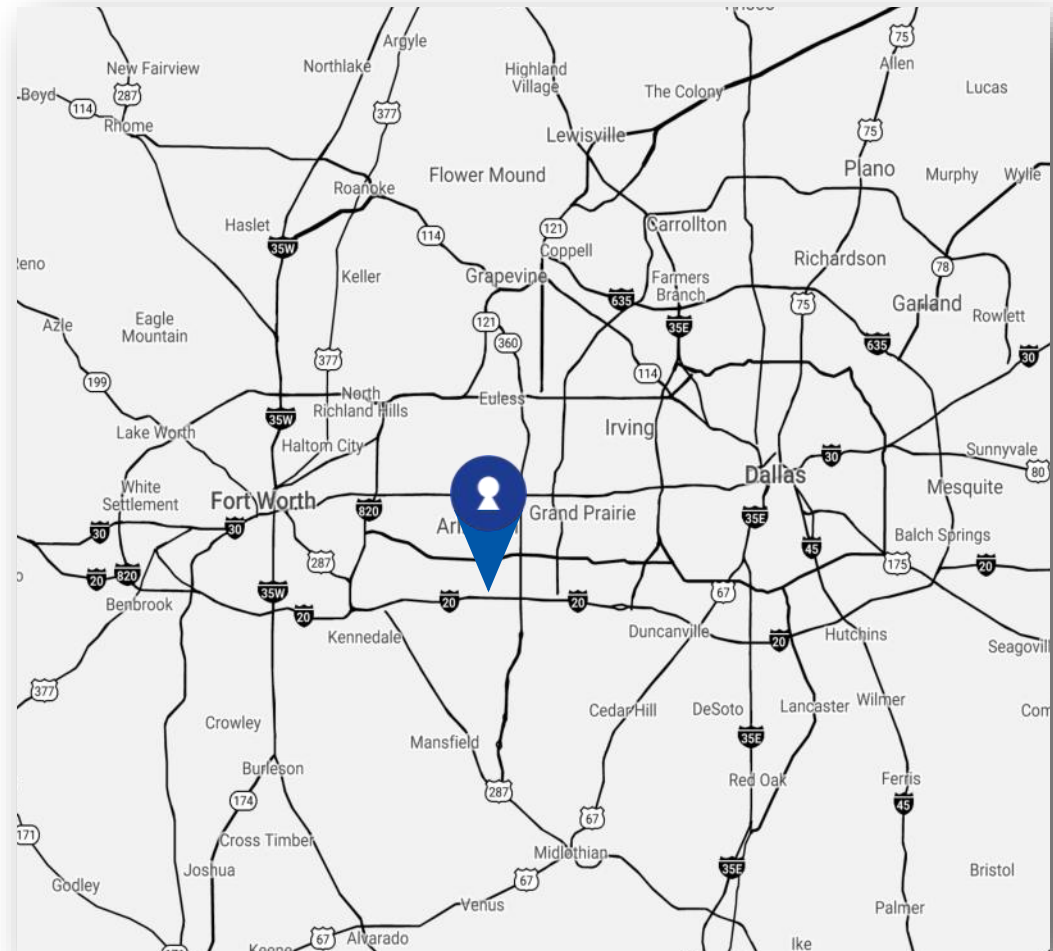 Argyle
75
New Fairview
Northlake
Highland
Village
Allen
Boyd
287
114
377
The Colony
Lucas
Rhome
Lewisville
75
Roanoke
Flower Mound
Plano
Murphy
Wylie
Haslet
35W
114
121
Carrollton
Coppell
Richardson
Keller
Grapevine
Farmers
Branch
78
635
75
Garland
Azle
Eagle
Mountain
121
35E
Rowlett
360
635
30
377
199
114
North
Richland Hills
Euless
35W
Lake Worth
Haltom City
Irving
30
Sunnyvale
80
White
Settlement
Fort Worth
Dallas
Mesquite
820
Grand Prairie
35E
30
30
45
Balch Springs
287
175
20
820
20
35W
67
Benbrook
20
20
20
Kennedale
Duncanville
20
Hutchins
377
Crowley
Cedar Hill
DeSoto
Lancaster
Wilmer
Mansfield
35E
Burleson
Red Oak
Ferris
287
174
45
171
Cross Timber
67
Midlothian
35E
Godley
Joshua
67
Bristol
Venus
Palmer
67
Alvarado
Ike